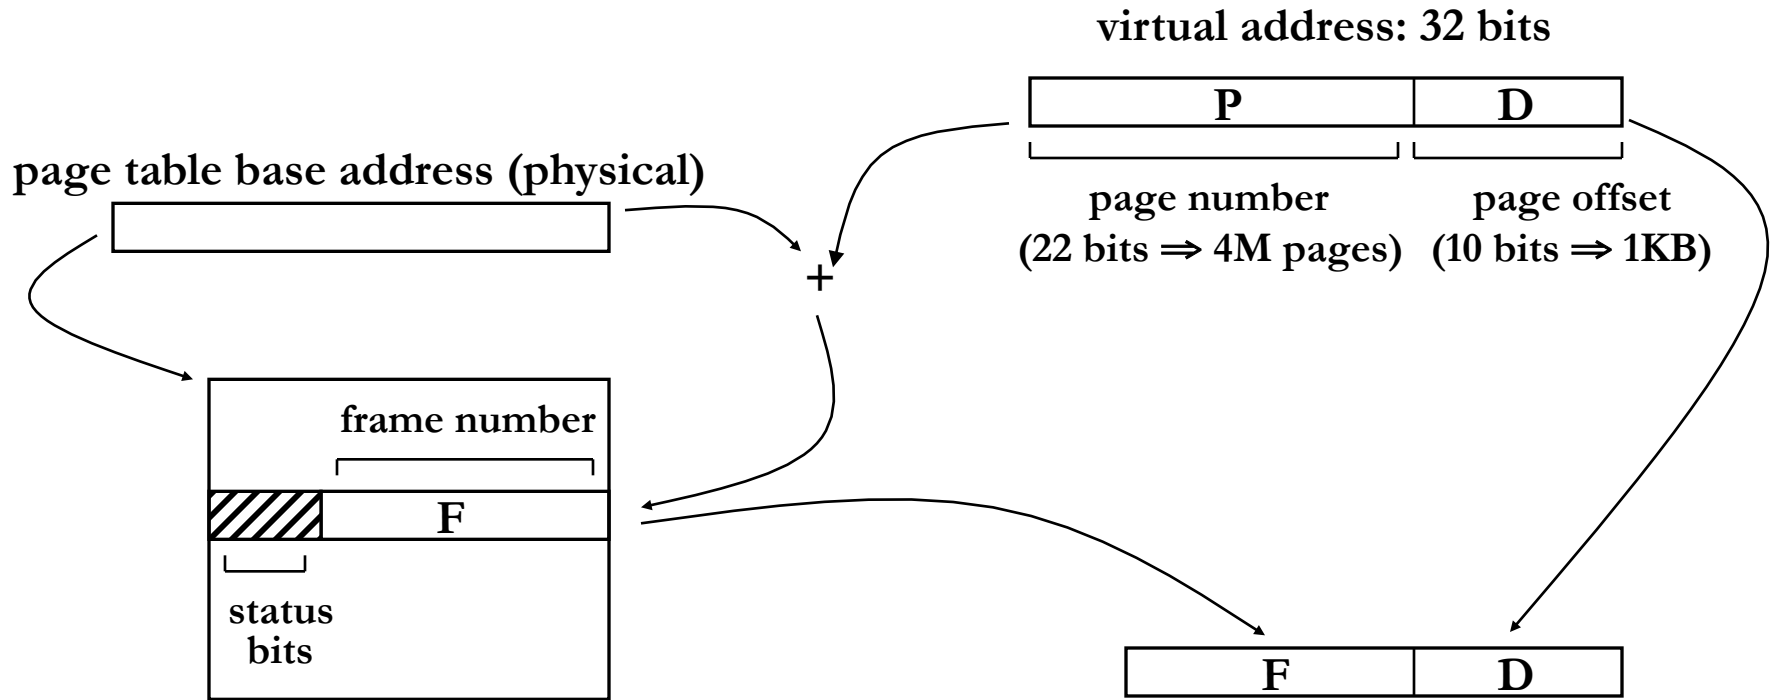 virtual address: 32 bits
P D
page table base address (physical)
page number page offset
(22 bits ⇒ 4M pages) (10 bits ⇒ 1KB)
+
frame number
F
status
bits
F D